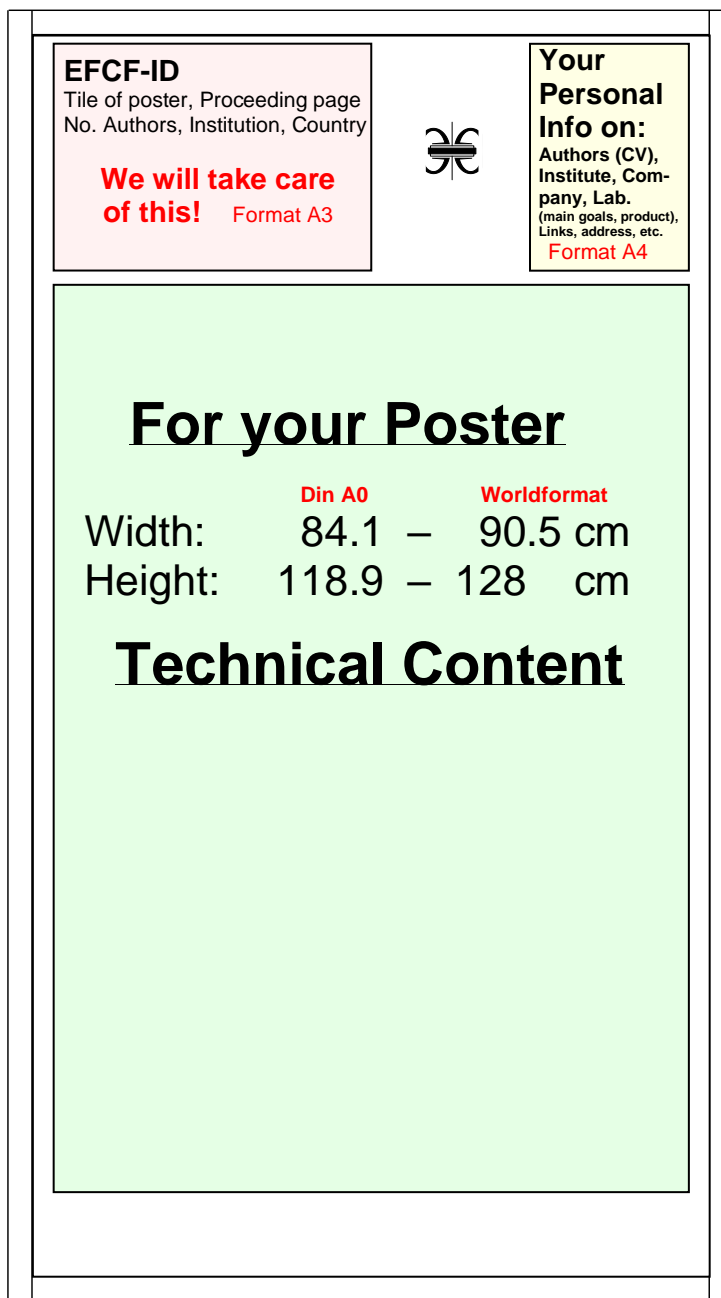 EFCF-ID
Tile of poster, Proceeding page
No. Authors, Institution, Country
We will take care
of this! Format A3
Your
Personal
Info on:
Authors (CV),
Institute, Com-
pany, Lab.
(main goals, product),
Links, address, etc.
Format A4
For your Poster
Din A0 Worldformat
Width: 84.1 – 90.5 cm
Height: 118.9 – 128 cm
Technical Content